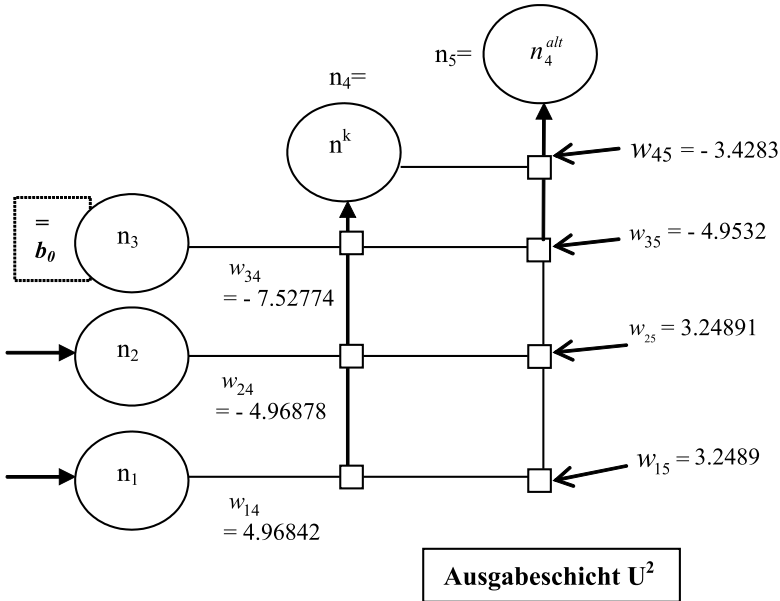 n5=
n4^alt
n4=
n^k
w45 = - 3.4283
=
b0
n3
w35 = - 4.9532
w34
= - 7.52774
n2
w25 = 3.24891
w24
= - 4.96878
n1
w15 = 3.2489
w14
= 4.96842
Ausgabeschicht U²